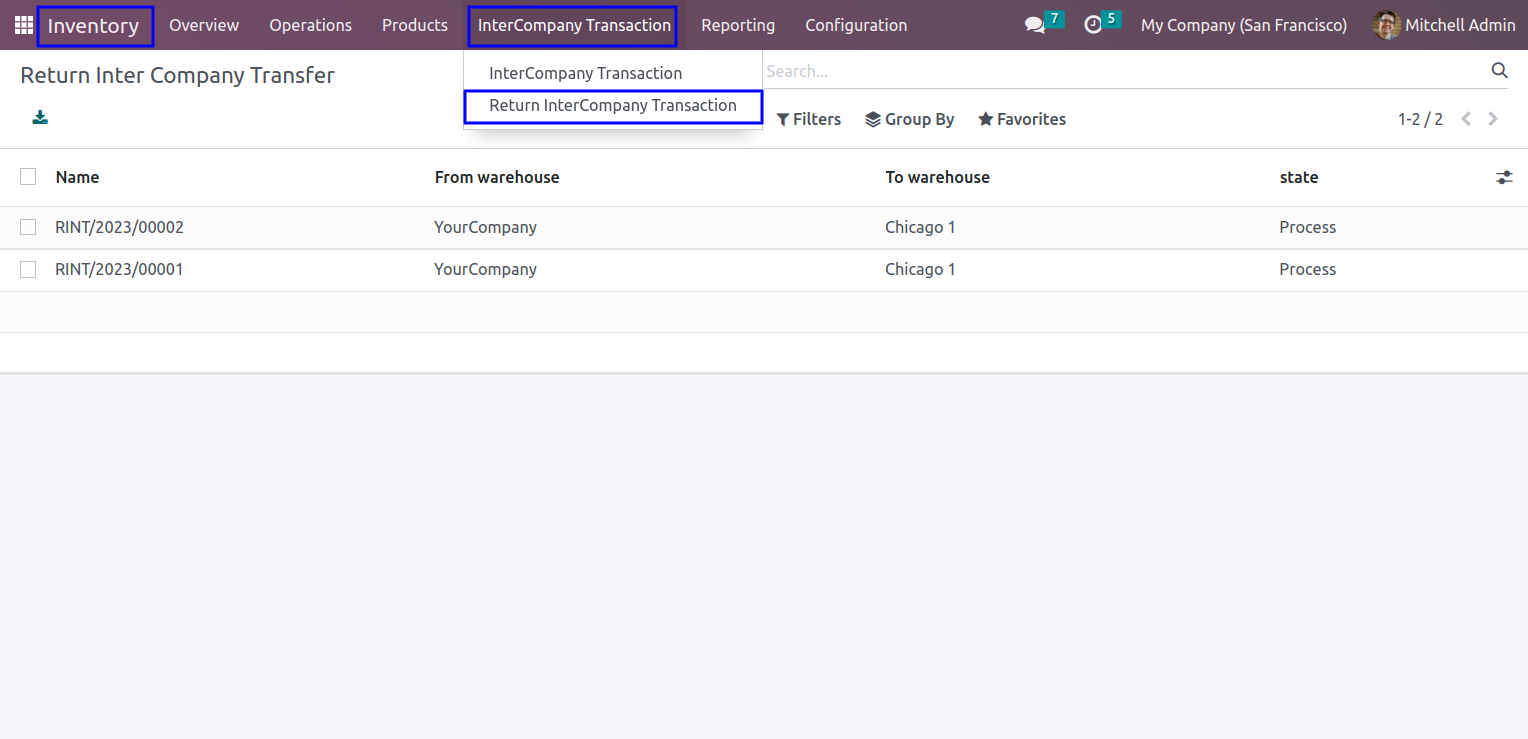 Inventory Overview Operations Products InterCompany Transaction Reporting Configuration 7 5 My Company (San Francisco) Mitchell Admin
Return Inter Company Transfer
InterCompany Transaction
Search...
Return InterCompany Transaction
Filters Group By Favorites 1-2 / 2
Name From warehouse To warehouse state
RINT/2023/00002 YourCompany Chicago 1 Process
RINT/2023/00001 YourCompany Chicago 1 Process